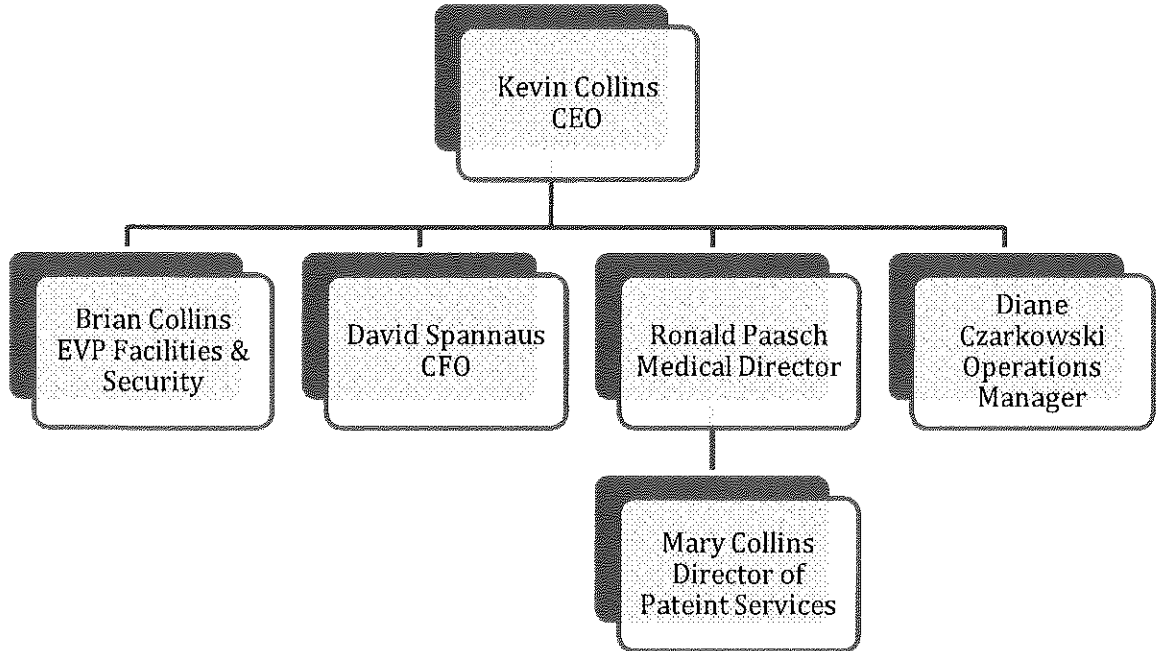 Kevin Collins
CEO
Brian Collins
EVP Facilities &
Security
David Spannaus
CFO
Ronald Paasch
Medical Director
Diane
Czarkowski
Operations
Manager
Mary Collins
Director of
Pateint Services